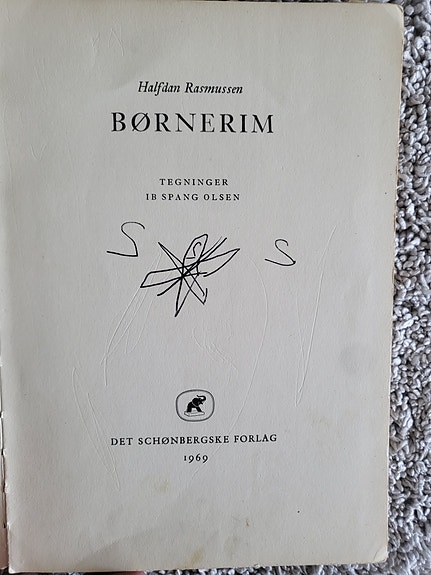 Halfdan Rasmussen
BØRNERIM
TEGNINGER
IB SPANG OLSEN
S S
DET SCHØNBERGSKE FORLAG
1969